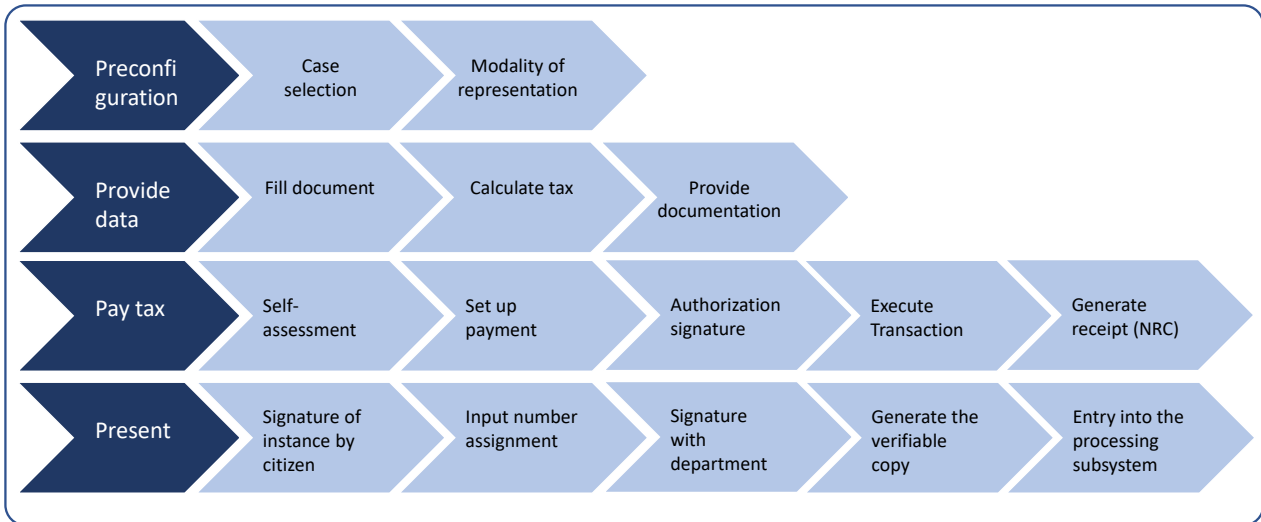 Preconfi
guration
Case
selection
Modality of
representation
Provide
data
Fill document
Calculate tax
Provide
documentation
Pay tax
Self-
assessment
Set up
payment
Authorization
signature
Execute
Transaction
Generate
receipt (NRC)
Present
Signature of
instance by
citizen
Input number
assignment
Signature
with
department
Generate the
verifiable
copy
Entry into the
processing
subsystem